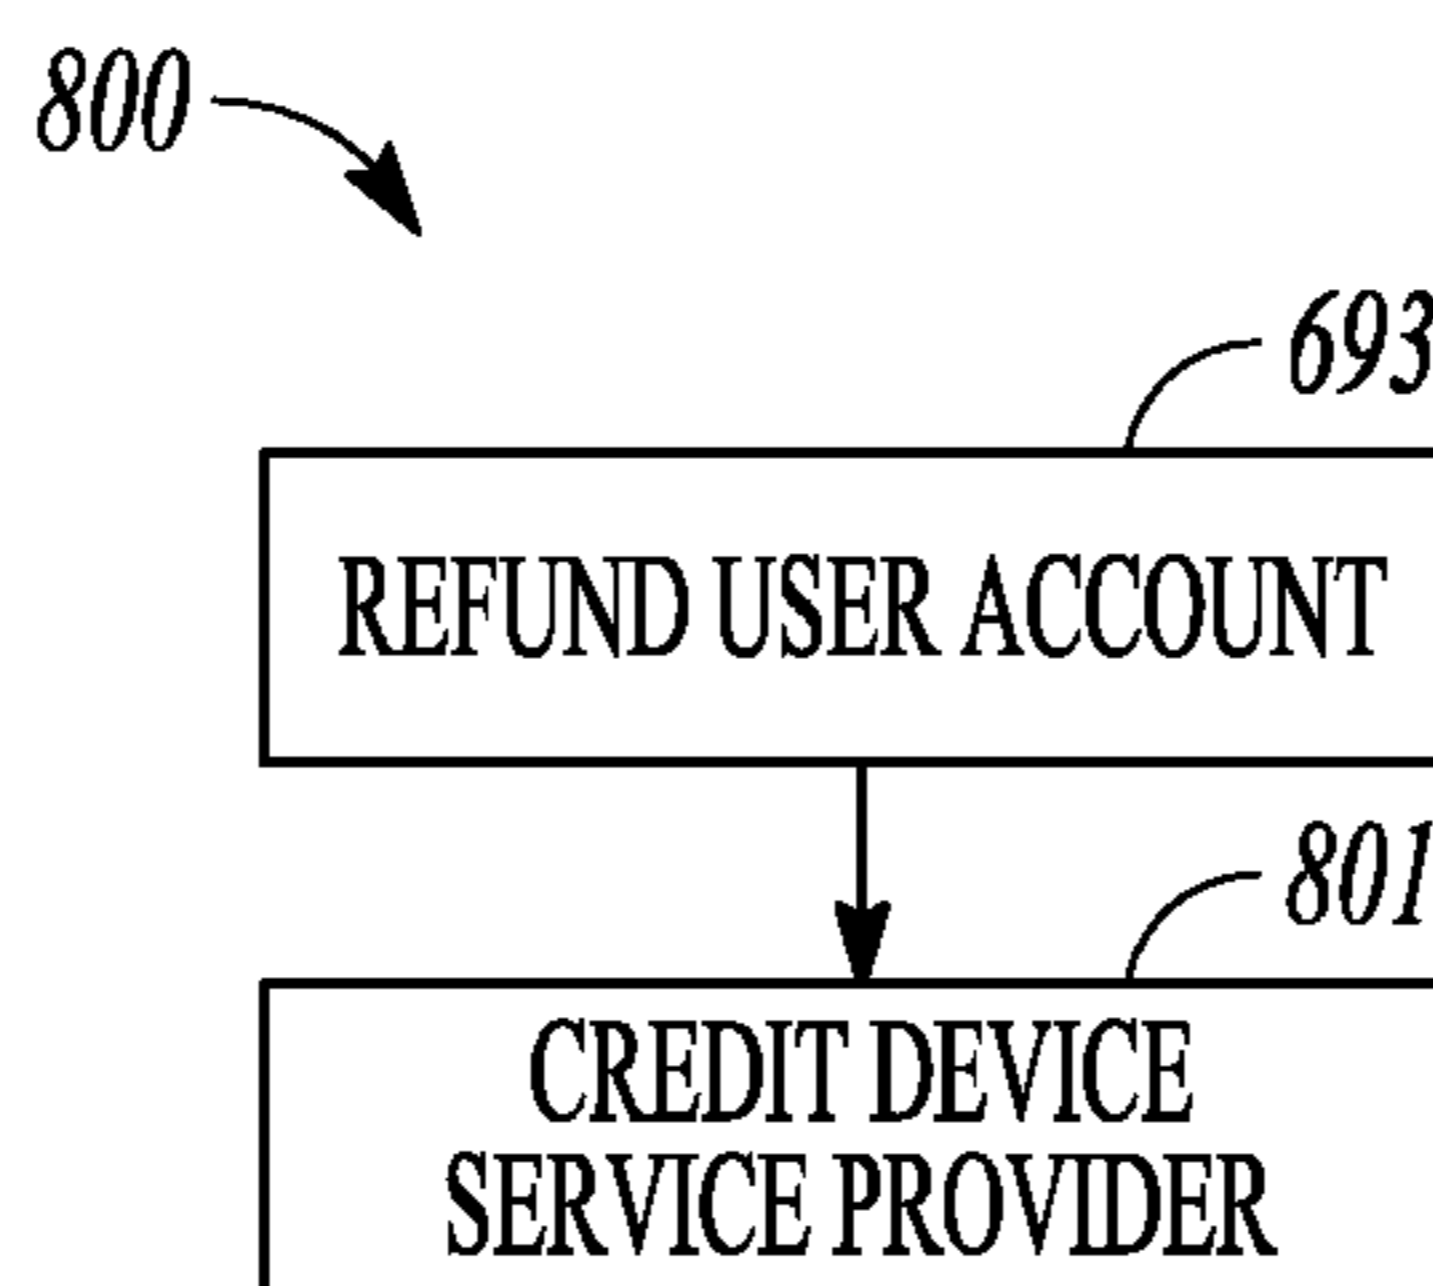 800
693
REFUND USER ACCOUNT
801
CREDIT DEVICE
SERVICE PROVIDER